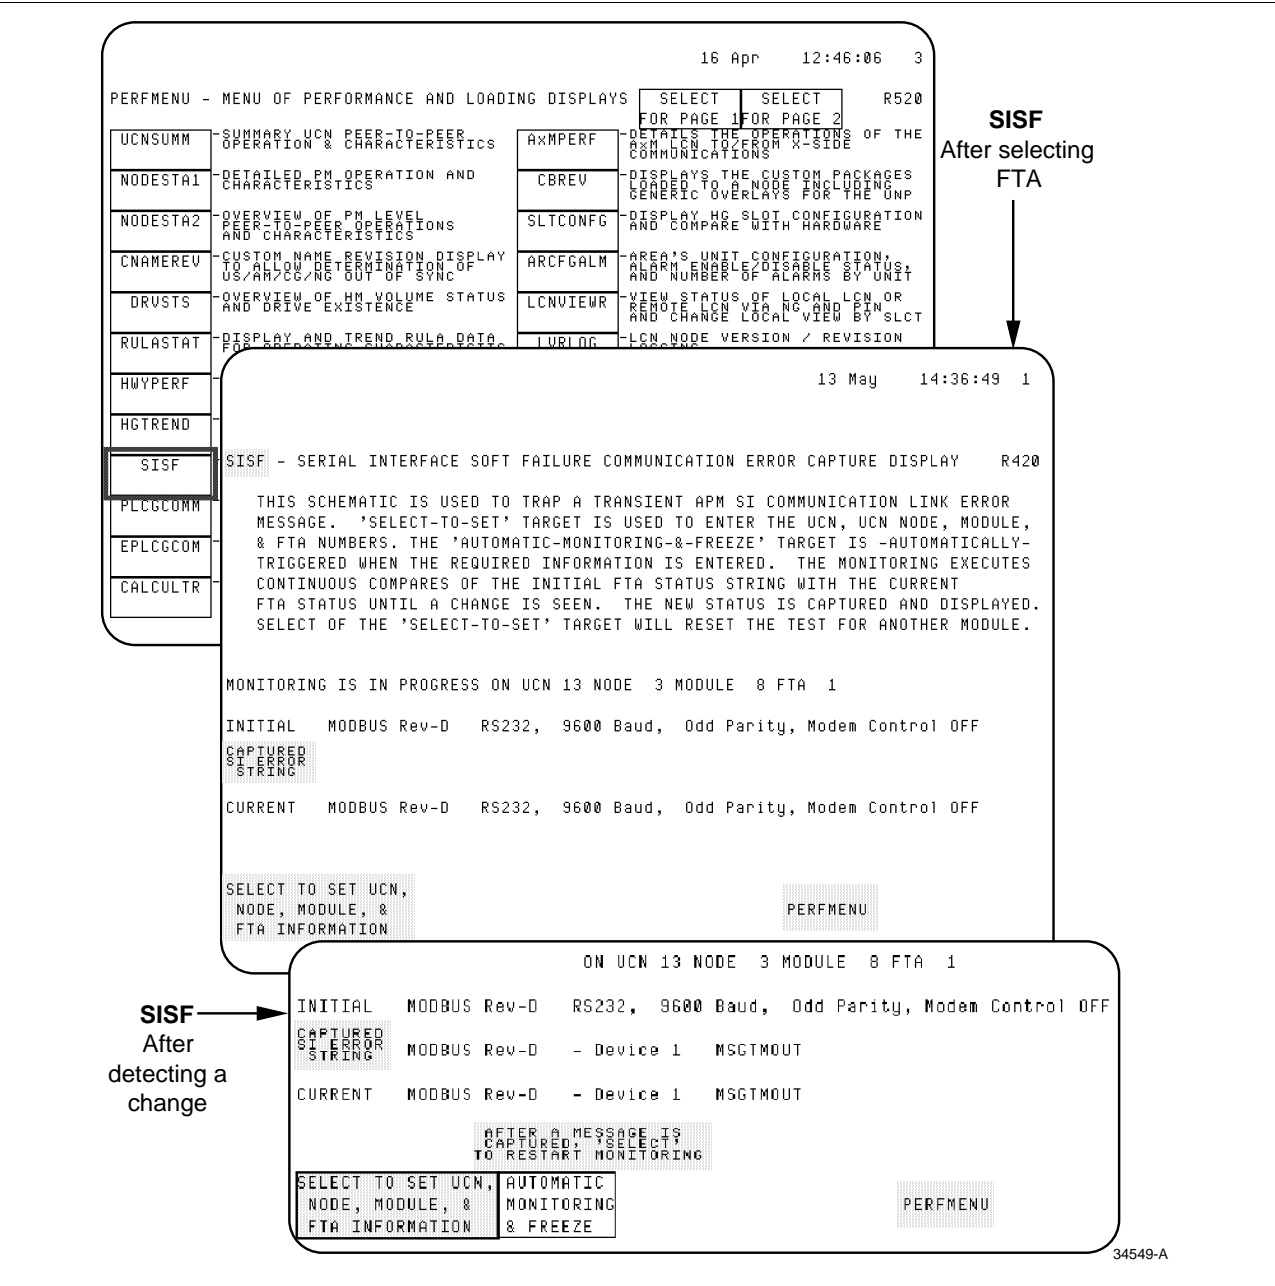 16 Apr 12:46:06 3
PERFMENU - MENU OF PERFORMANCE AND LOADING DISPLAYS SELECT FOR PAGE 1 SELECT FOR PAGE 2 R520
UCNSUMM -SUMMARY UCN PEER-TO-PEER
OPERATION & CHARACTERISTICS
AxMPERF -DETAILS THE OPERATIONS OF THE
AxM LCN TO/FROM X-SIDE
COMMUNICATIONS
NODESTA1 -DETAILED PM OPERATION AND
CHARACTERISTICS
CBREV -DISPLAYS THE CUSTOM PACKAGES
LOADED TO A NODE INCLUDING
GENERIC OVERLAYS FOR THE UNP
NODESTA2 -OVERVIEW OF PM LEVEL
PEER-TO-PEER OPERATIONS
AND CHARACTERISTICS
SLTCONFG -DISPLAY HG SLOT CONFIGURATION
AND COMPARE WITH HARDWARE
CNAMEREV -CUSTOM NAME REVISION DISPLAY
TO ALLOW DETERMINATION OF
US/AM/CG/NG OUT OF SYNC
ARCFGALM -AREA'S UNIT CONFIGURATION,
ALARM ENABLE/DISABLE STATUS,
AND NUMBER OF ALARMS BY UNIT
DRVSTS -OVERVIEW OF HM VOLUME STATUS
AND DRIVE EXISTENCE
LCNVIEWR -VIEW STATUS OF LOCAL LCN OR
REMOTE LCN VIA NG AND PIN
AND CHANGE LOCAL VIEW BY SLCT
RULASTAT -DISPLAY AND TREND RULA DATA
FOR OPERATING CHARACTERISTIC
LVRLOG -LCN NODE VERSION / REVISION
LOGGING
HWYPERF -
HGTREND -
SISF
PLCGCOMM -
EPLCGCOM -
CALCULTR -
SISF
After selecting
FTA
13 May 14:36:49 1
SISF - SERIAL INTERFACE SOFT FAILURE COMMUNICATION ERROR CAPTURE DISPLAY R420
THIS SCHEMATIC IS USED TO TRAP A TRANSIENT APM SI COMMUNICATION LINK ERROR
MESSAGE. 'SELECT-TO-SET' TARGET IS USED TO ENTER THE UCN, UCN NODE, MODULE,
& FTA NUMBERS. THE 'AUTOMATIC-MONITORING-&-FREEZE' TARGET IS -AUTOMATICALLY-
TRIGGERED WHEN THE REQUIRED INFORMATION IS ENTERED. THE MONITORING EXECUTES
CONTINUOUS COMPARES OF THE INITIAL FTA STATUS STRING WITH THE CURRENT
FTA STATUS UNTIL A CHANGE IS SEEN. THE NEW STATUS IS CAPTURED AND DISPLAYED.
SELECT OF THE 'SELECT-TO-SET' TARGET WILL RESET THE TEST FOR ANOTHER MODULE.
MONITORING IS IN PROGRESS ON UCN 13 NODE 3 MODULE 8 FTA 1
INITIAL MODBUS Rev-D RS232, 9600 Baud, Odd Parity, Modem Control OFF
CAPTURED
SI ERROR
STRING
CURRENT MODBUS Rev-D RS232, 9600 Baud, Odd Parity, Modem Control OFF
SELECT TO SET UCN,
NODE, MODULE, &
FTA INFORMATION
PERFMENU
SISF
After
detecting a
change
ON UCN 13 NODE 3 MODULE 8 FTA 1
INITIAL MODBUS Rev-D RS232, 9600 Baud, Odd Parity, Modem Control OFF
CAPTURED
SI ERROR
STRING
MODBUS Rev-D - Device 1 MSGTMOUT
CURRENT MODBUS Rev-D - Device 1 MSGTMOUT
AFTER A MESSAGE IS
CAPTURED, 'SELECT'
TO RESTART MONITORING
SELECT TO SET UCN,
NODE, MODULE, &
FTA INFORMATION
AUTOMATIC
MONITORING
& FREEZE
PERFMENU
34549-A